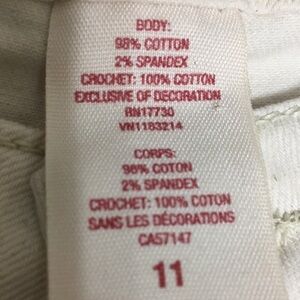 BODY:
98% COTTON
2% SPANDEX
CROCHET: 100% COTTON
EXCLUSIVE OF DECORATION
RN17730
VN1183214
CORPS:
98% COTON
2% SPANDEX
CROCHET: 100% COTON
SANS LES DÉCORATIONS
CA57147
11